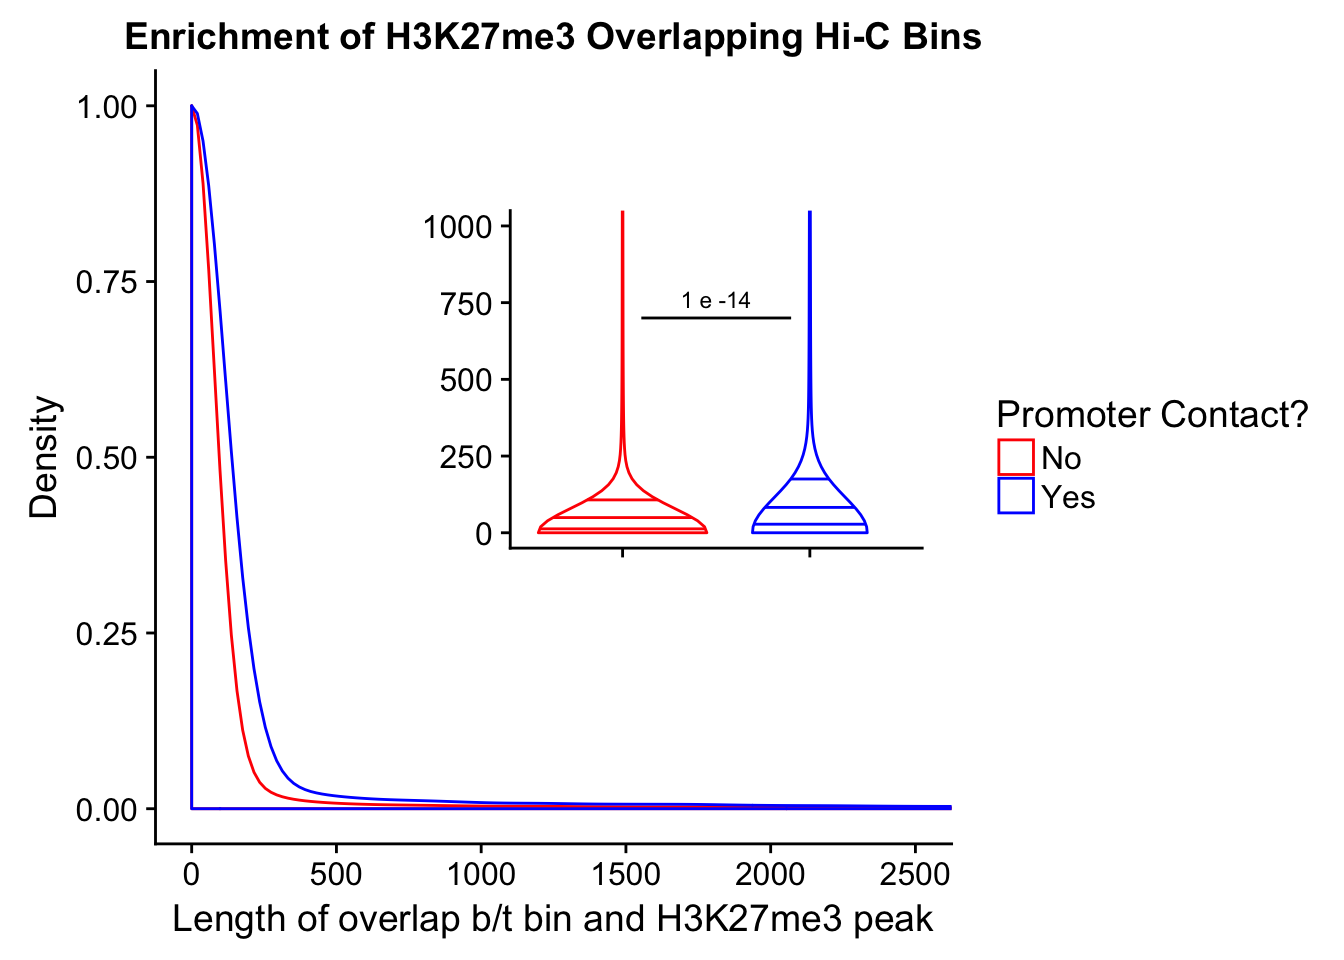 Enrichment of H3K27me3 Overlapping Hi-C Bins
1.00
0.75
0.50
0.25
0.00
Density
1000
750
500
250
0
1 e -14
Promoter Contact?
No
Yes
0 500 1000 1500 2000 2500
Length of overlap b/t bin and H3K27me3 peak